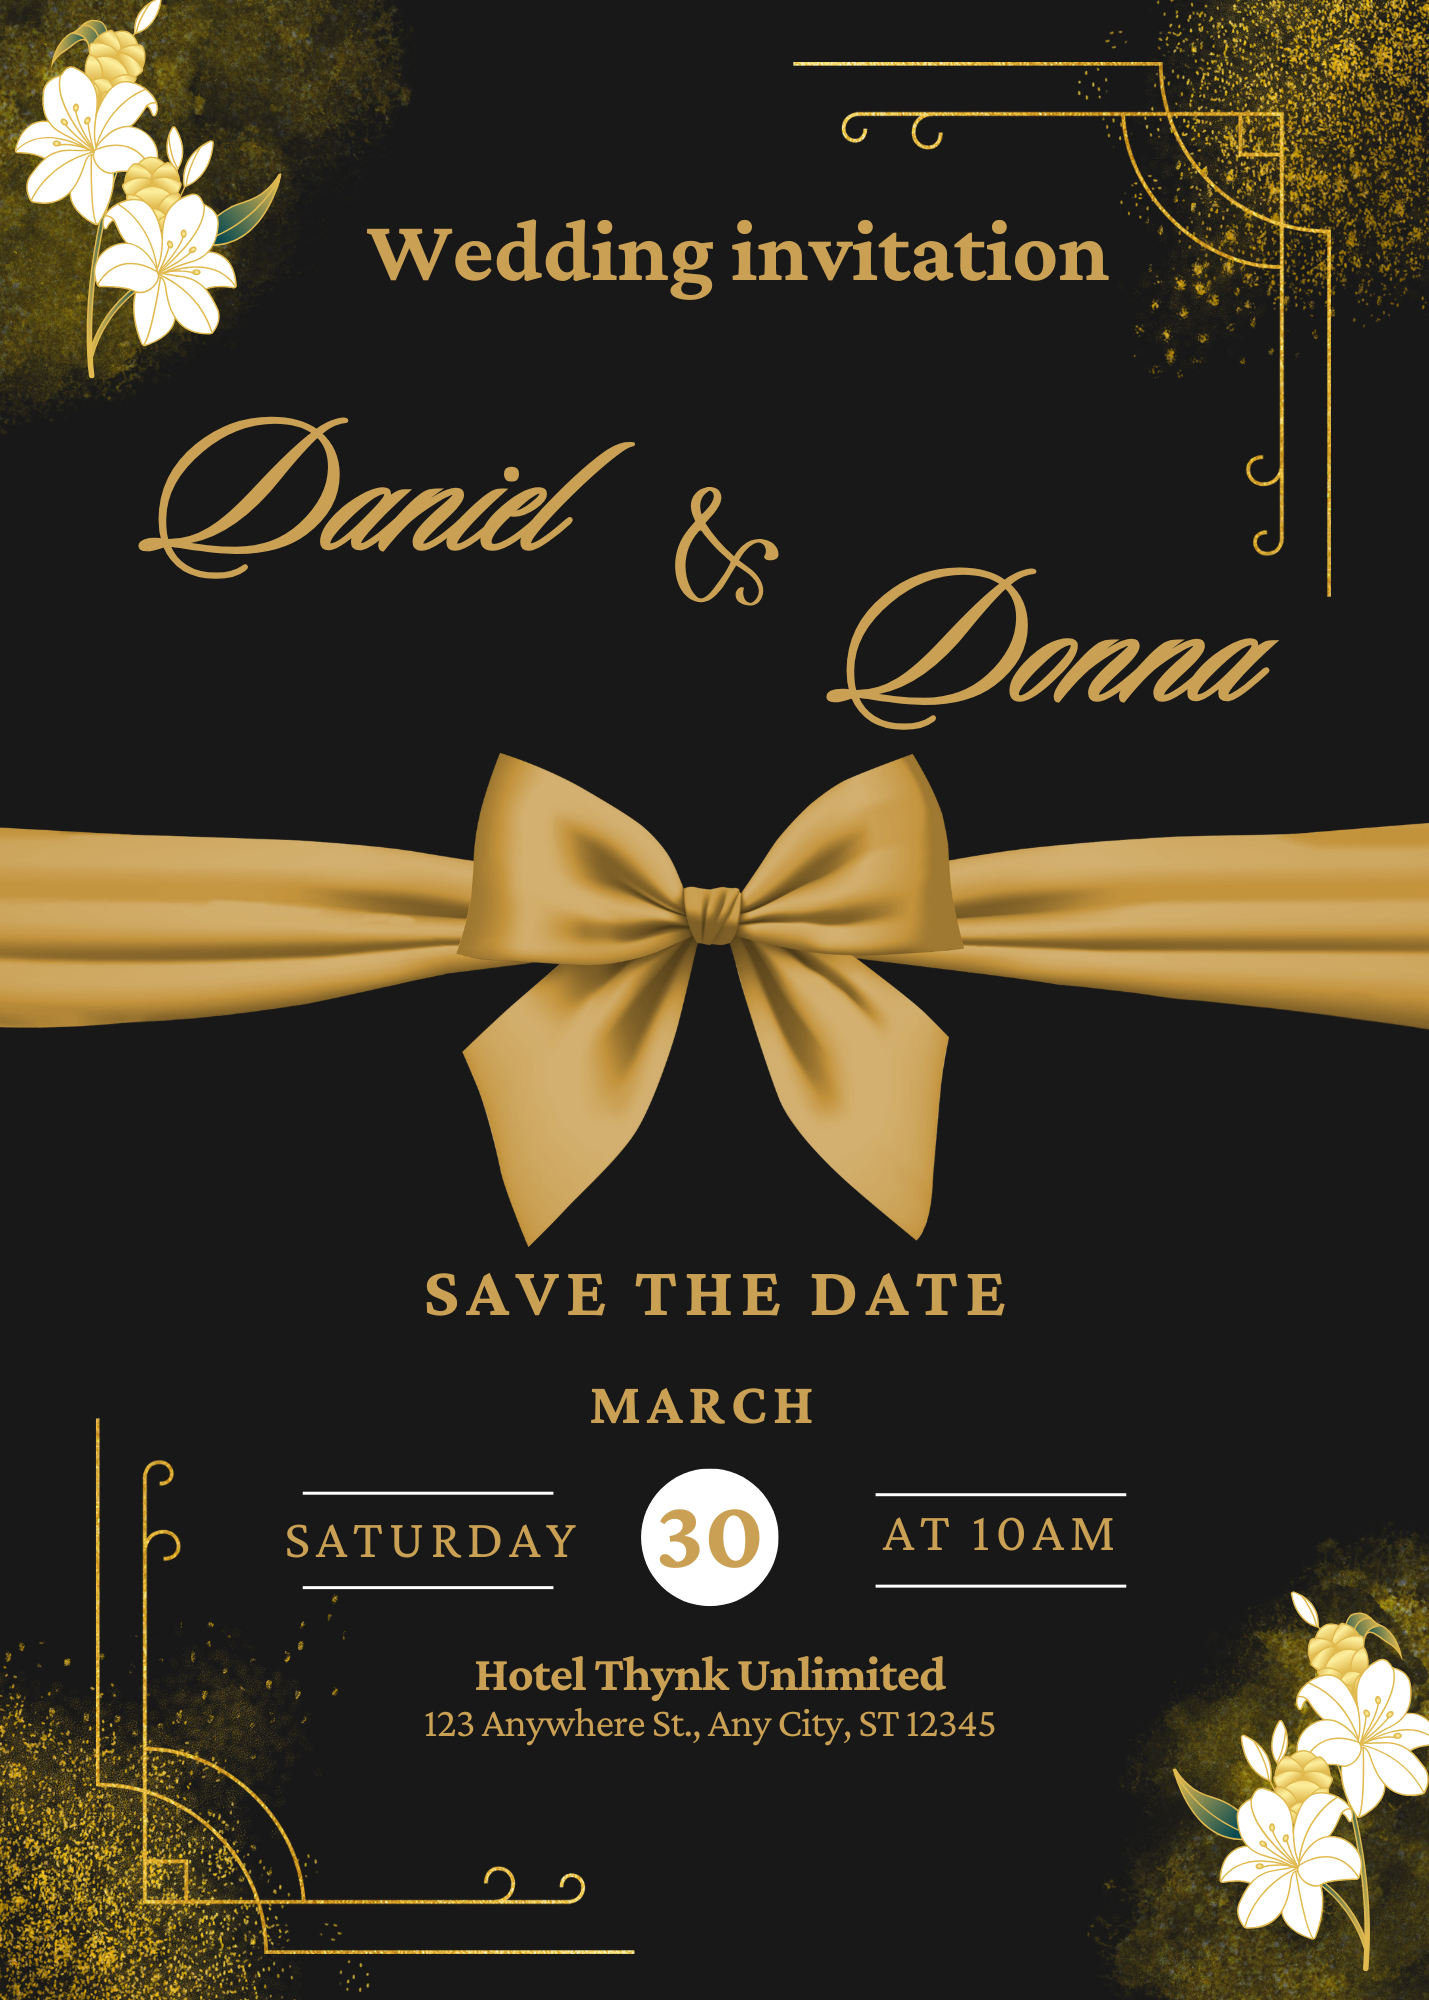 Wedding invitation
Daniel
&
Donna
SAVE THE DATE
MARCH
SATURDAY
30
AT 10AM
Hotel Thynk Unlimited
123 Anywhere St., Any City, ST 12345